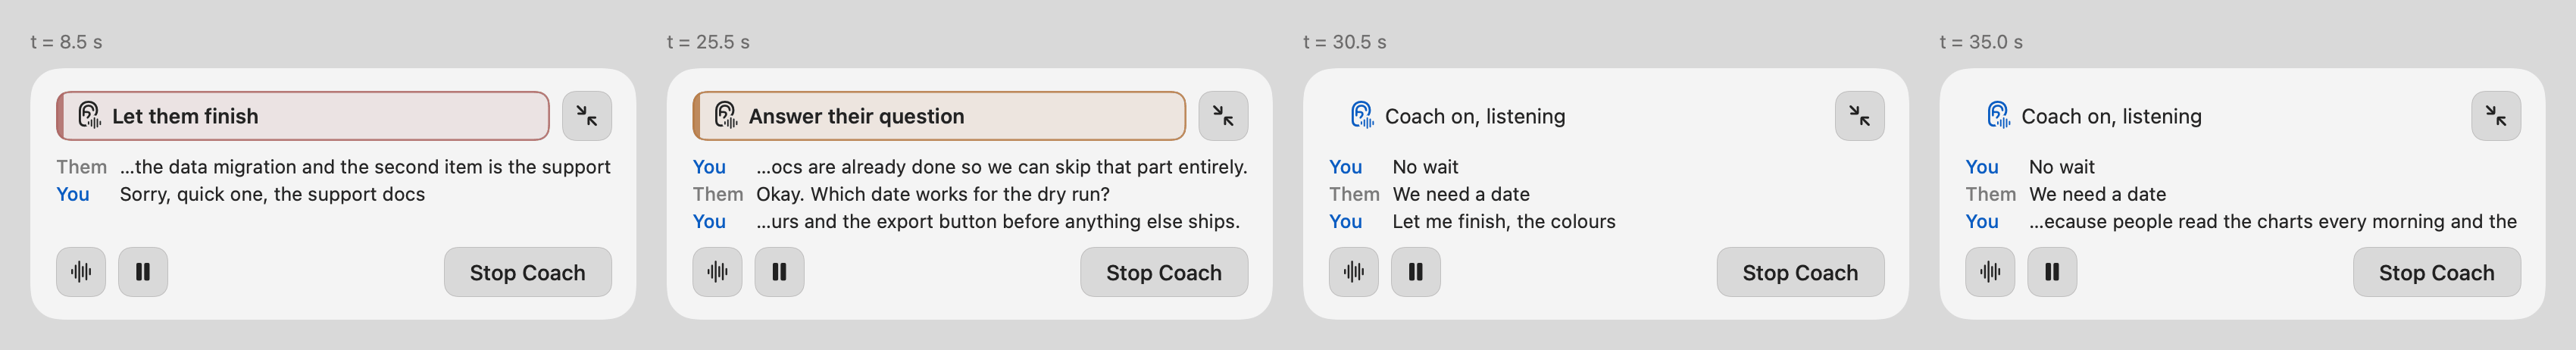 t = 8.5 s
Let them finish
Them ...the data migration and the second item is the support
You Sorry, quick one, the support docs
Stop Coach
t = 25.5 s
Answer their question
You ...ocs are already done so we can skip that part entirely.
Them Okay. Which date works for the dry run?
You ...urs and the export button before anything else ships.
Stop Coach
t = 30.5 s
Coach on, listening
You No wait
Them We need a date
You Let me finish, the colours
Stop Coach
t = 35.0 s
Coach on, listening
You No wait
Them We need a date
You ...ecause people read the charts every morning and the
Stop Coach